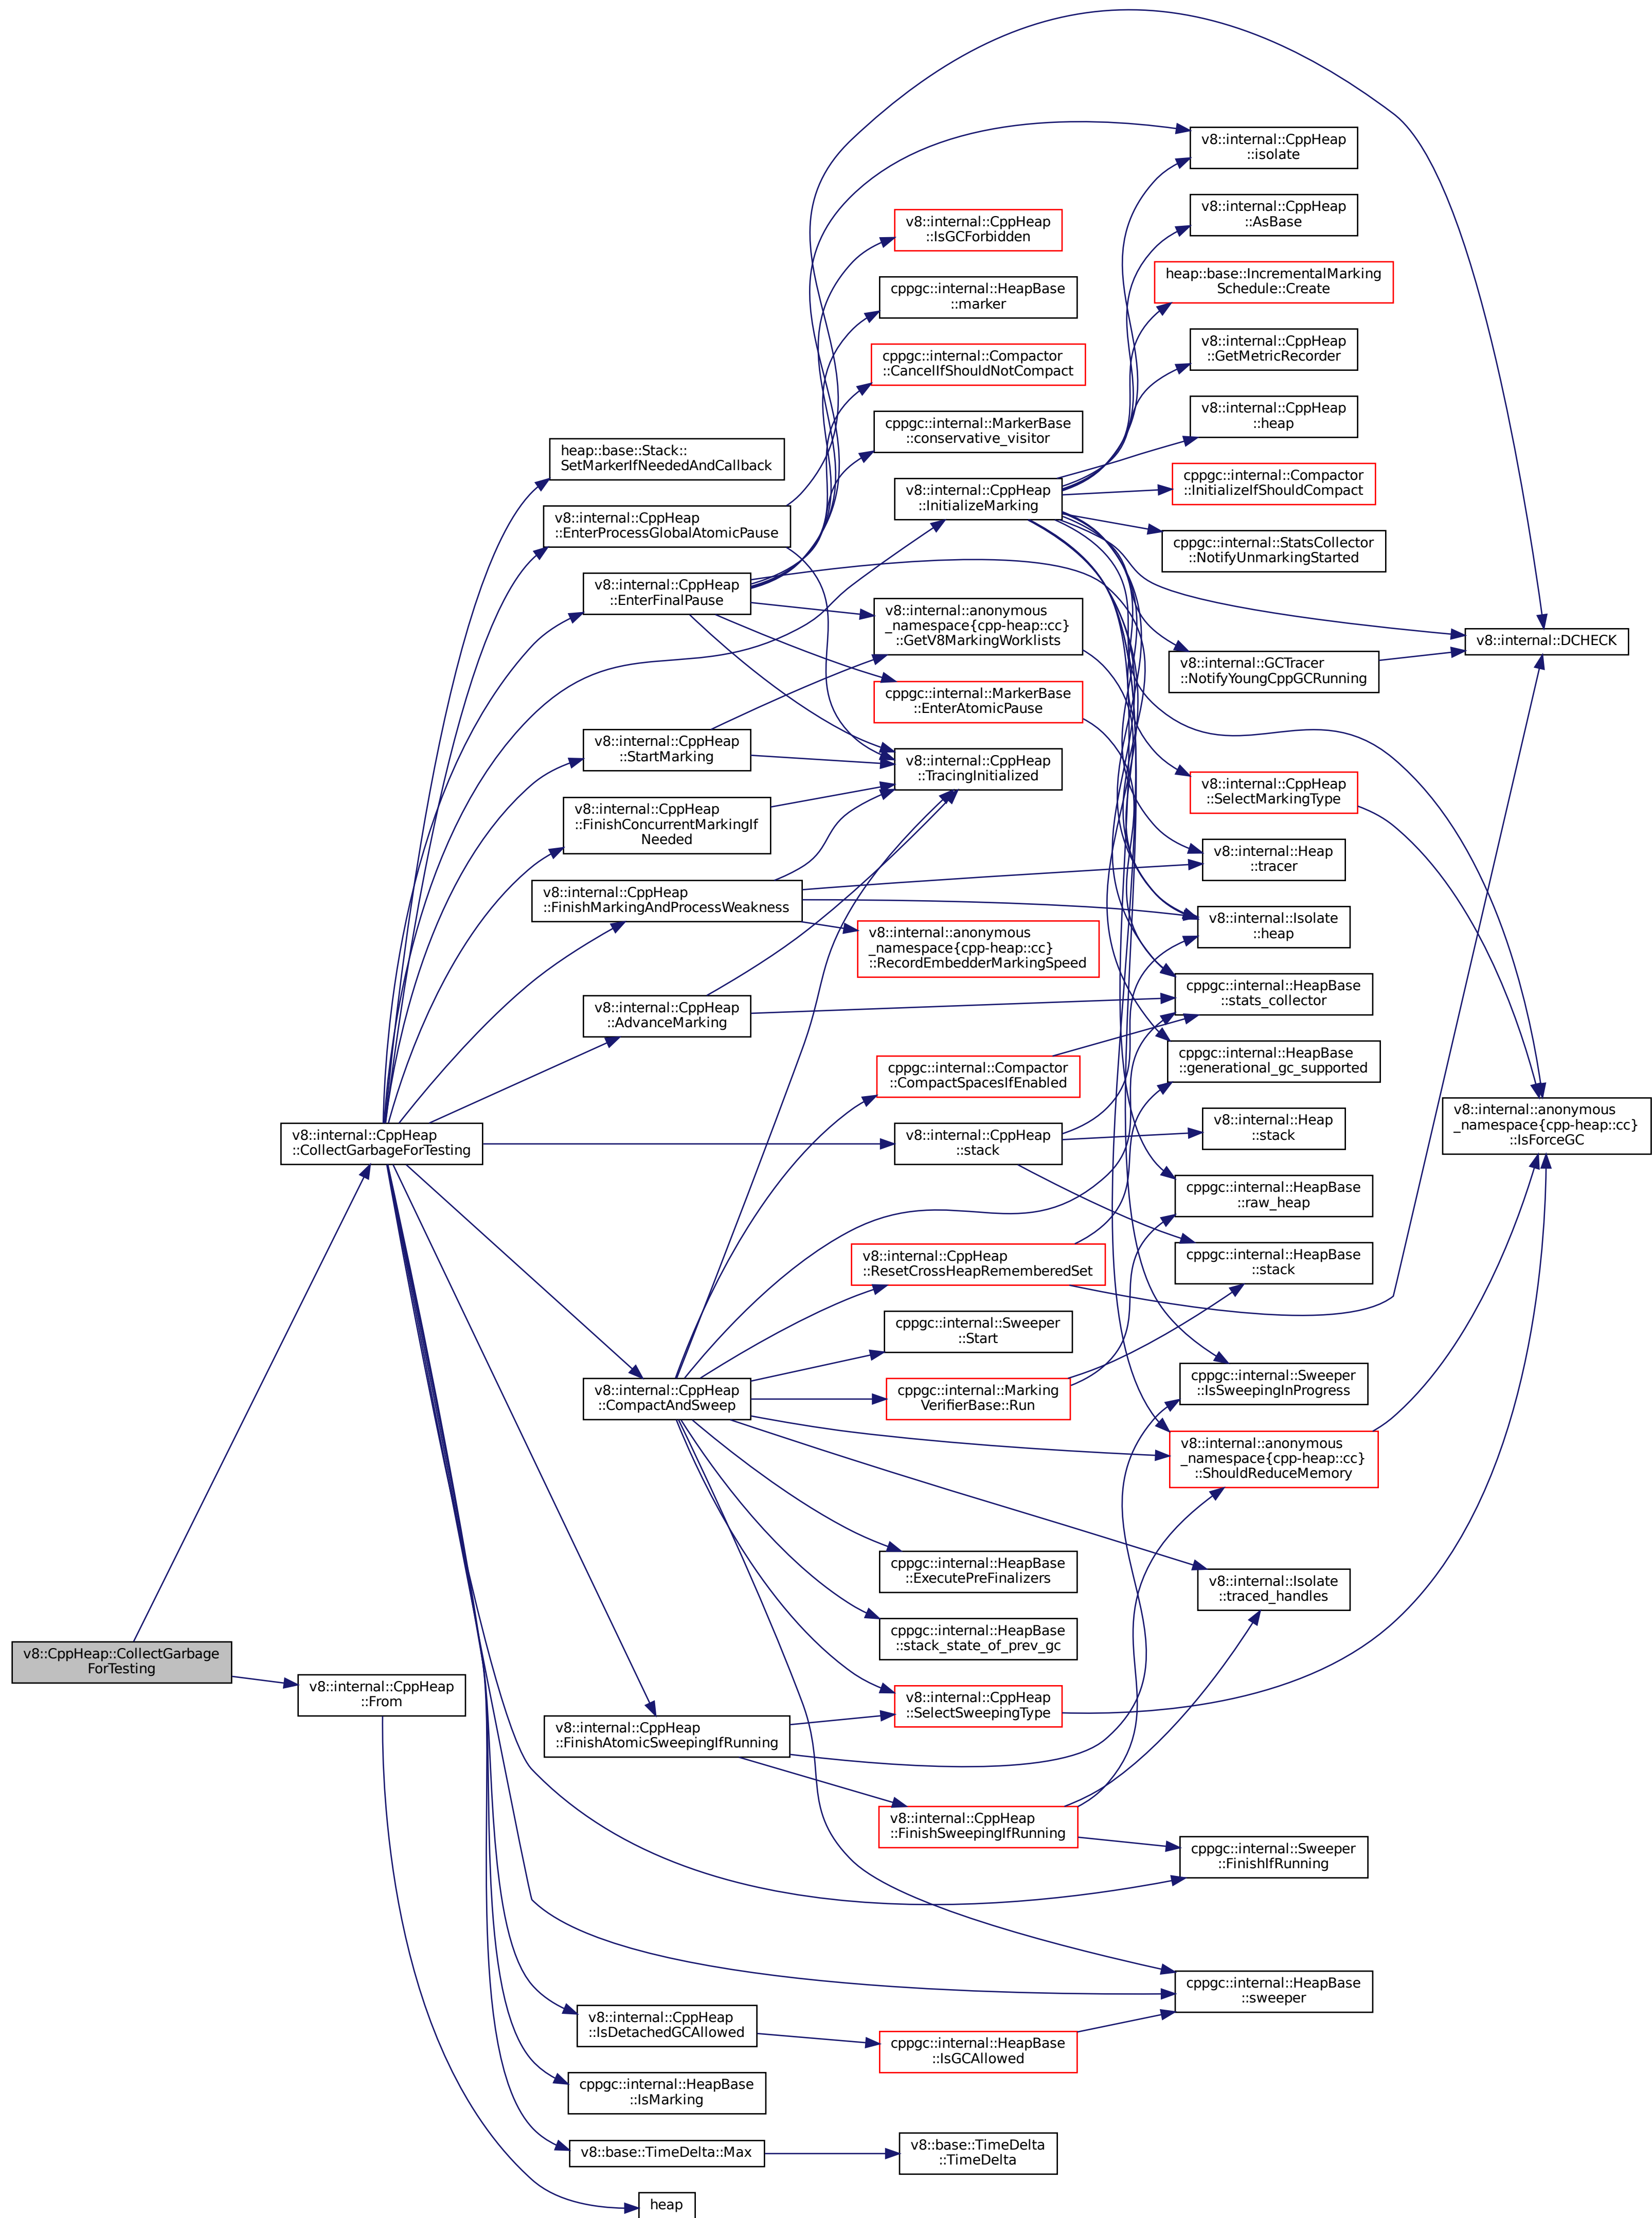 v8::internal::CppHeap
::isolate
v8::internal::CppHeap
::AsBase
v8::internal::CppHeap
::IsGCForbidden
heap::base::IncrementalMarking
Schedule::Create
cppgc::internal::HeapBase
::marker
v8::internal::CppHeap
::GetMetricRecorder
cppgc::internal::Compactor
::CancelIfShouldNotCompact
v8::internal::CppHeap
::heap
cppgc::internal::MarkerBase
::conservative_visitor
heap::base::Stack::
SetMarkerIfNeededAndCallback
cppgc::internal::Compactor
::InitializeIfShouldCompact
v8::internal::CppHeap
::InitializeMarking
v8::internal::CppHeap
::EnterProcessGlobalAtomicPause
cppgc::internal::StatsCollector
::NotifyUnmarkingStarted
v8::internal::CppHeap
::EnterFinalPause
v8::internal::anonymous
_namespace{cpp-heap::cc}
::GetV8MarkingWorklists
v8::internal::DCHECK
v8::internal::GCTracer
::NotifyYoungCppGCRunning
cppgc::internal::MarkerBase
::EnterAtomicPause
v8::internal::CppHeap
::StartMarking
v8::internal::CppHeap
::TracingInitialized
v8::internal::CppHeap
::SelectMarkingType
v8::internal::CppHeap
::FinishConcurrentMarkingIf
Needed
v8::internal::Heap
::tracer
v8::internal::CppHeap
::FinishMarkingAndProcessWeakness
v8::internal::Isolate
::heap
v8::internal::anonymous
_namespace{cpp-heap::cc}
::RecordEmbedderMarkingSpeed
cppgc::internal::HeapBase
::stats_collector
v8::internal::CppHeap
::AdvanceMarking
cppgc::internal::HeapBase
::generational_gc_supported
cppgc::internal::Compactor
::CompactSpacesIfEnabled
v8::internal::anonymous
_namespace{cpp-heap::cc}
::IsForceGC
v8::internal::CppHeap
::CollectGarbageForTesting
v8::internal::CppHeap
::stack
v8::internal::Heap
::stack
cppgc::internal::HeapBase
::raw_heap
v8::internal::CppHeap
::ResetCrossHeapRememberedSet
cppgc::internal::HeapBase
::stack
cppgc::internal::Sweeper
::Start
cppgc::internal::Sweeper
::IsSweepingInProgress
v8::internal::CppHeap
::CompactAndSweep
cppgc::internal::Marking
VerifierBase::Run
v8::internal::anonymous
_namespace{cpp-heap::cc}
::ShouldReduceMemory
cppgc::internal::HeapBase
::ExecutePreFinalizers
v8::internal::Isolate
::traced_handles
cppgc::internal::HeapBase
::stack_state_of_prev_gc
v8::CppHeap::CollectGarbage
ForTesting
v8::internal::CppHeap
::From
v8::internal::CppHeap
::SelectSweepingType
v8::internal::CppHeap
::FinishAtomicSweepingIfRunning
v8::internal::CppHeap
::FinishSweepingIfRunning
cppgc::internal::Sweeper
::FinishIfRunning
cppgc::internal::HeapBase
::sweeper
v8::internal::CppHeap
::IsDetachedGCAllowed
cppgc::internal::HeapBase
::IsGCAllowed
cppgc::internal::HeapBase
::IsMarking
v8::base::TimeDelta::Max
v8::base::TimeDelta
::TimeDelta
heap